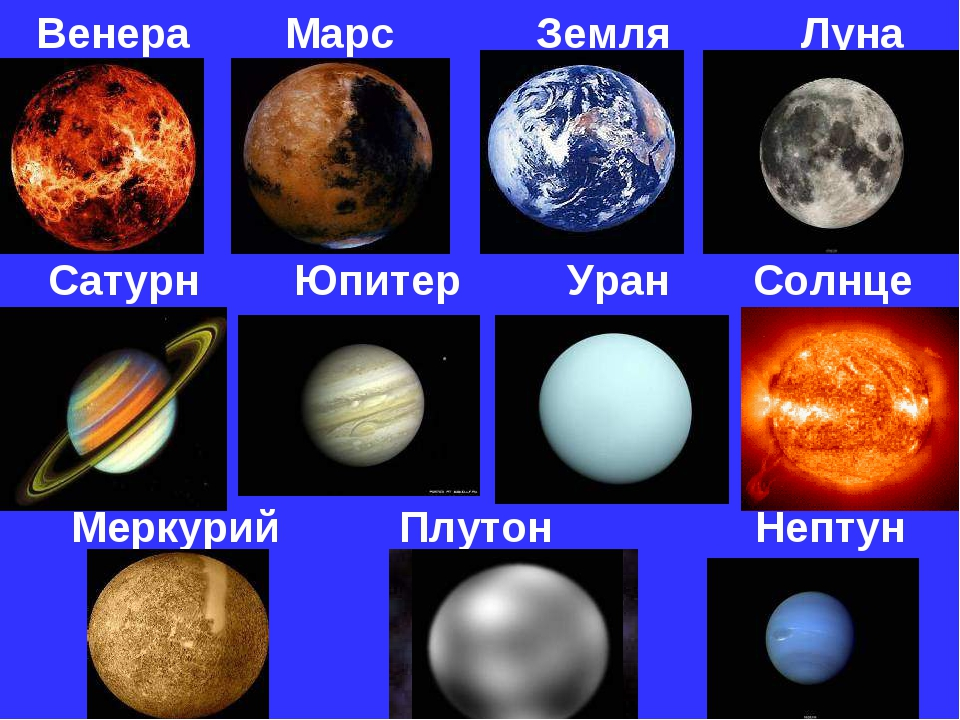 Венера Марс Земля Луна
Сатурн Юпитер Уран Солнце
Меркурий Плутон Нептун